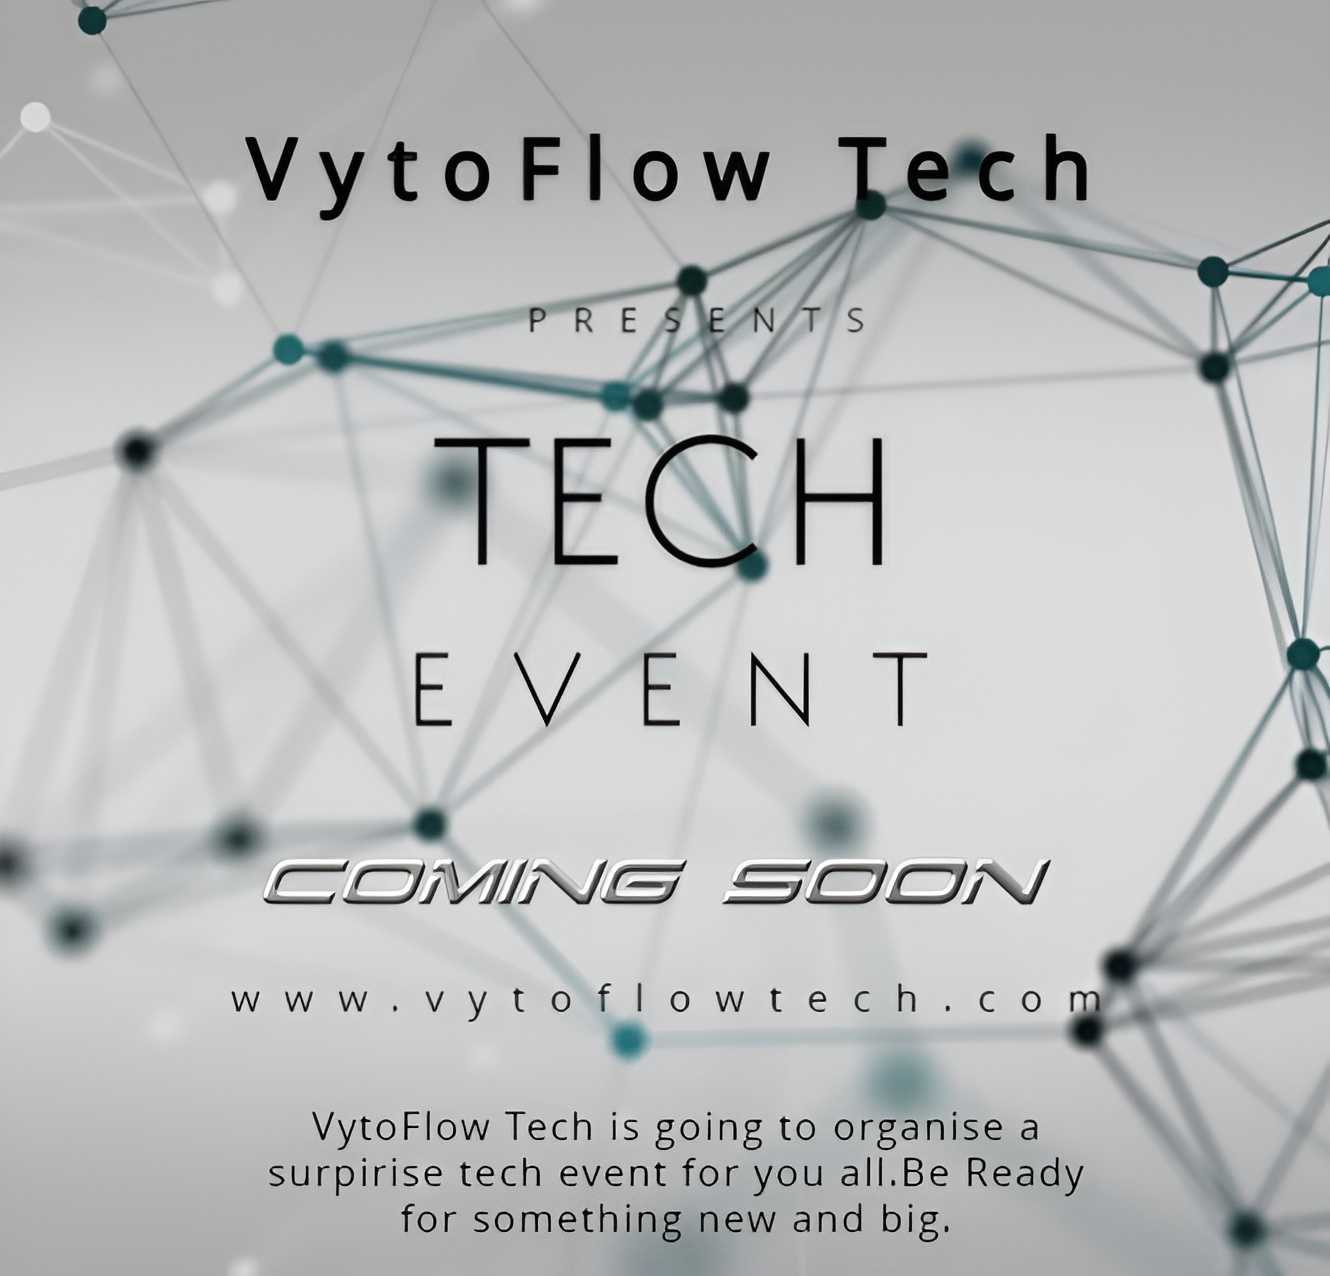 VytoFlow Tech
PRESENTS
TECH
EVENT
COMING SOON
www.vytoflowtech.com
VytoFlow Tech is going to organise a
surpirise tech event for you all.Be Ready
for something new and big.